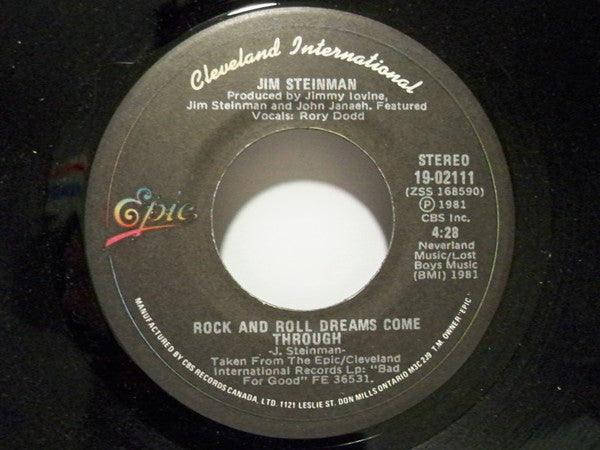 Cleveland International
JIM STEINMAN
Produced by Jimmy Iovine,
Jim Steinman and John Janaeh. Featured
Vocals: Rory Dodd
STEREO
19-02111
(ZSS 168590)
Ⓟ 1981
CBS Inc.
4:28
Neverland
Music/Lost
Boys Music
(BMI) 1981
Epic
ROCK AND ROLL DREAMS COME
THROUGH
-J. Steinman-
Taken From The Epic/Cleveland
International Records Lp: "Bad
For Good" FE 36531.
MANUFACTURED BY CBS RECORDS CANADA, LTD. 1121 LESLIE ST. DON MILLS ONTARIO M3C 2J9 T.M. OWNER "EPIC"